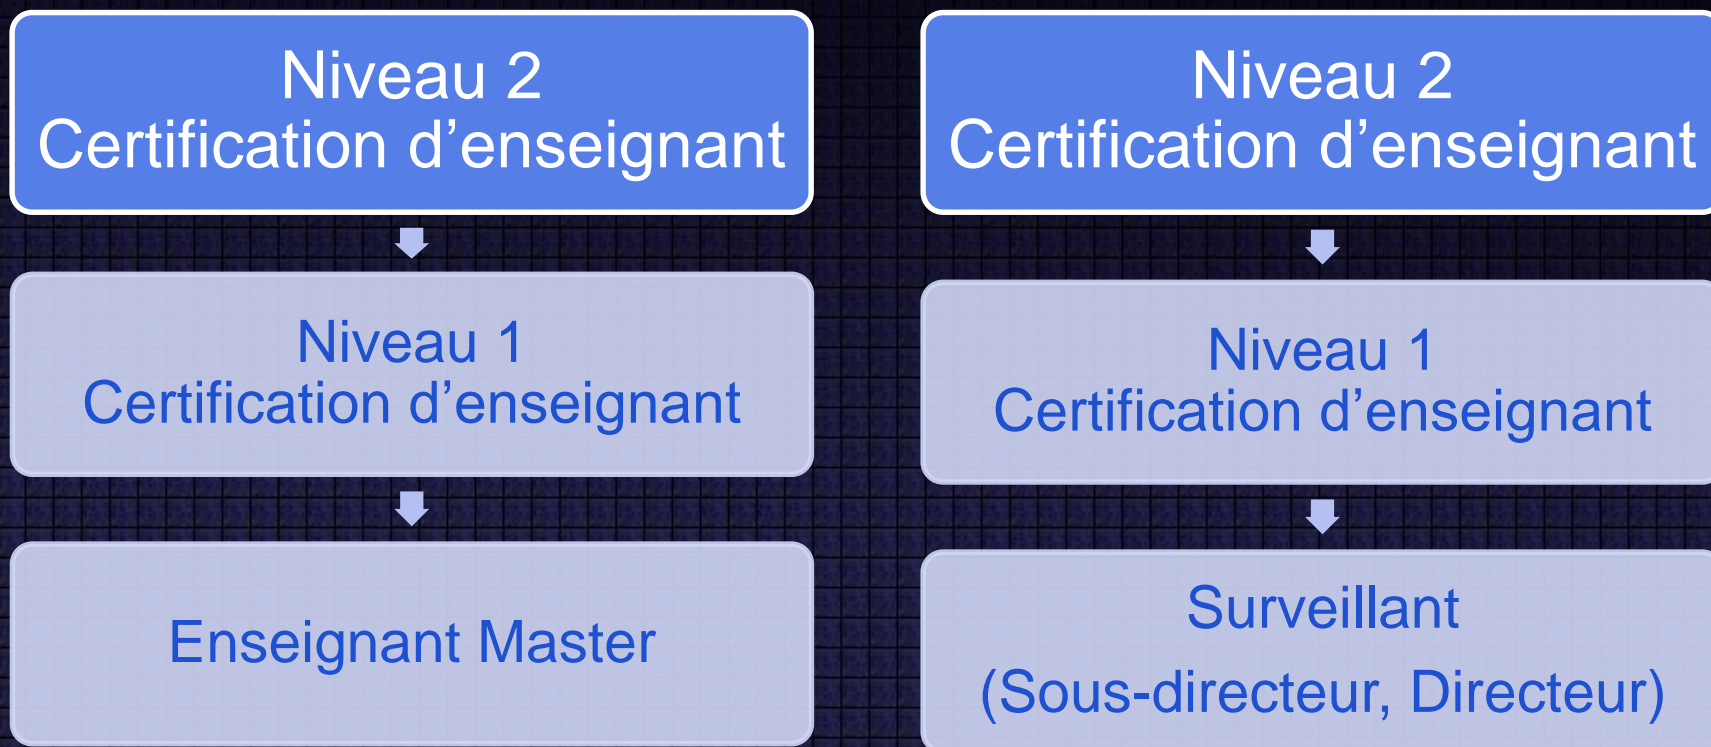 Niveau 2
Certification d’enseignant
Niveau 1
Certification d’enseignant
Enseignant Master
Niveau 2
Certification d’enseignant
Niveau 1
Certification d’enseignant
Surveillant
(Sous-directeur, Directeur)